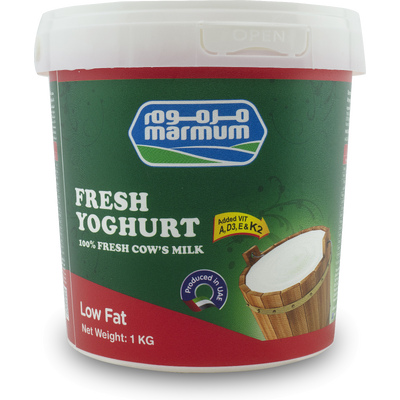 OPEN
مرموم
marmum
FRESH
YOGHURT
100% FRESH COW'S MILK
Added VIT
A, D3, E & K2
Produced in UAE
Low Fat
Net Weight: 1 KG